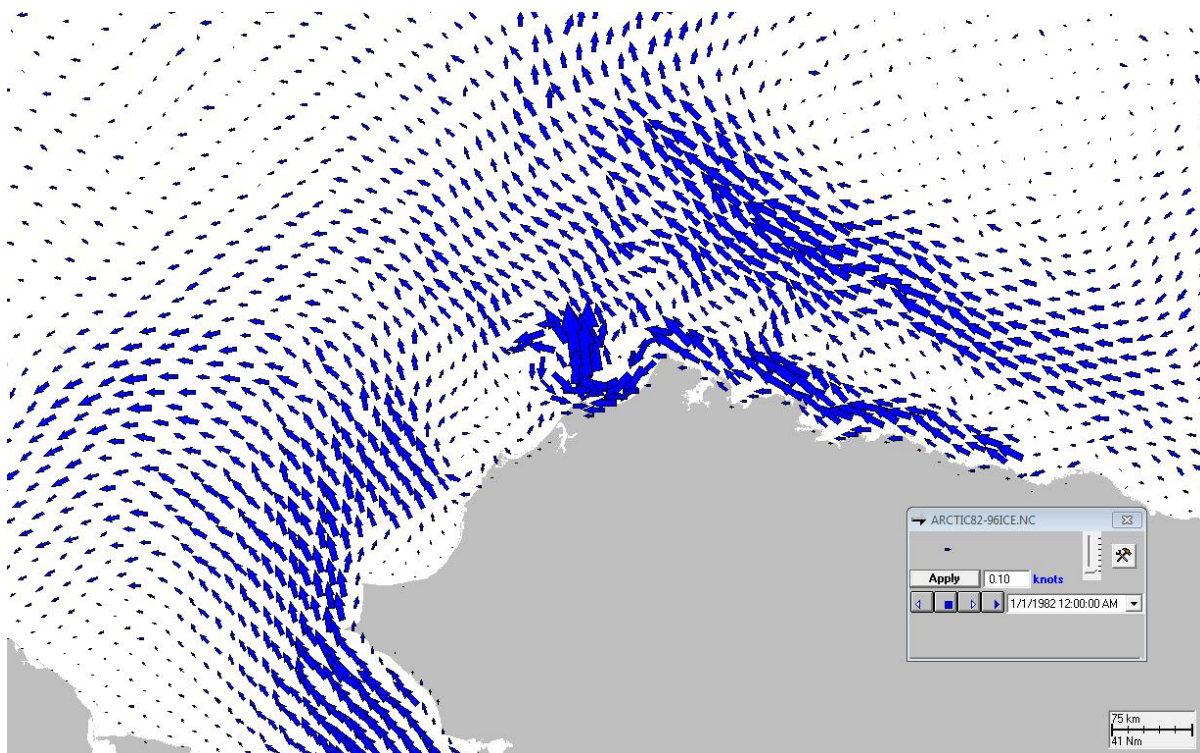 ARCTIC82-96ICE.NC
Apply 0.10 knots
1/1/1982 12:00:00 AM
75 km
41 Nm